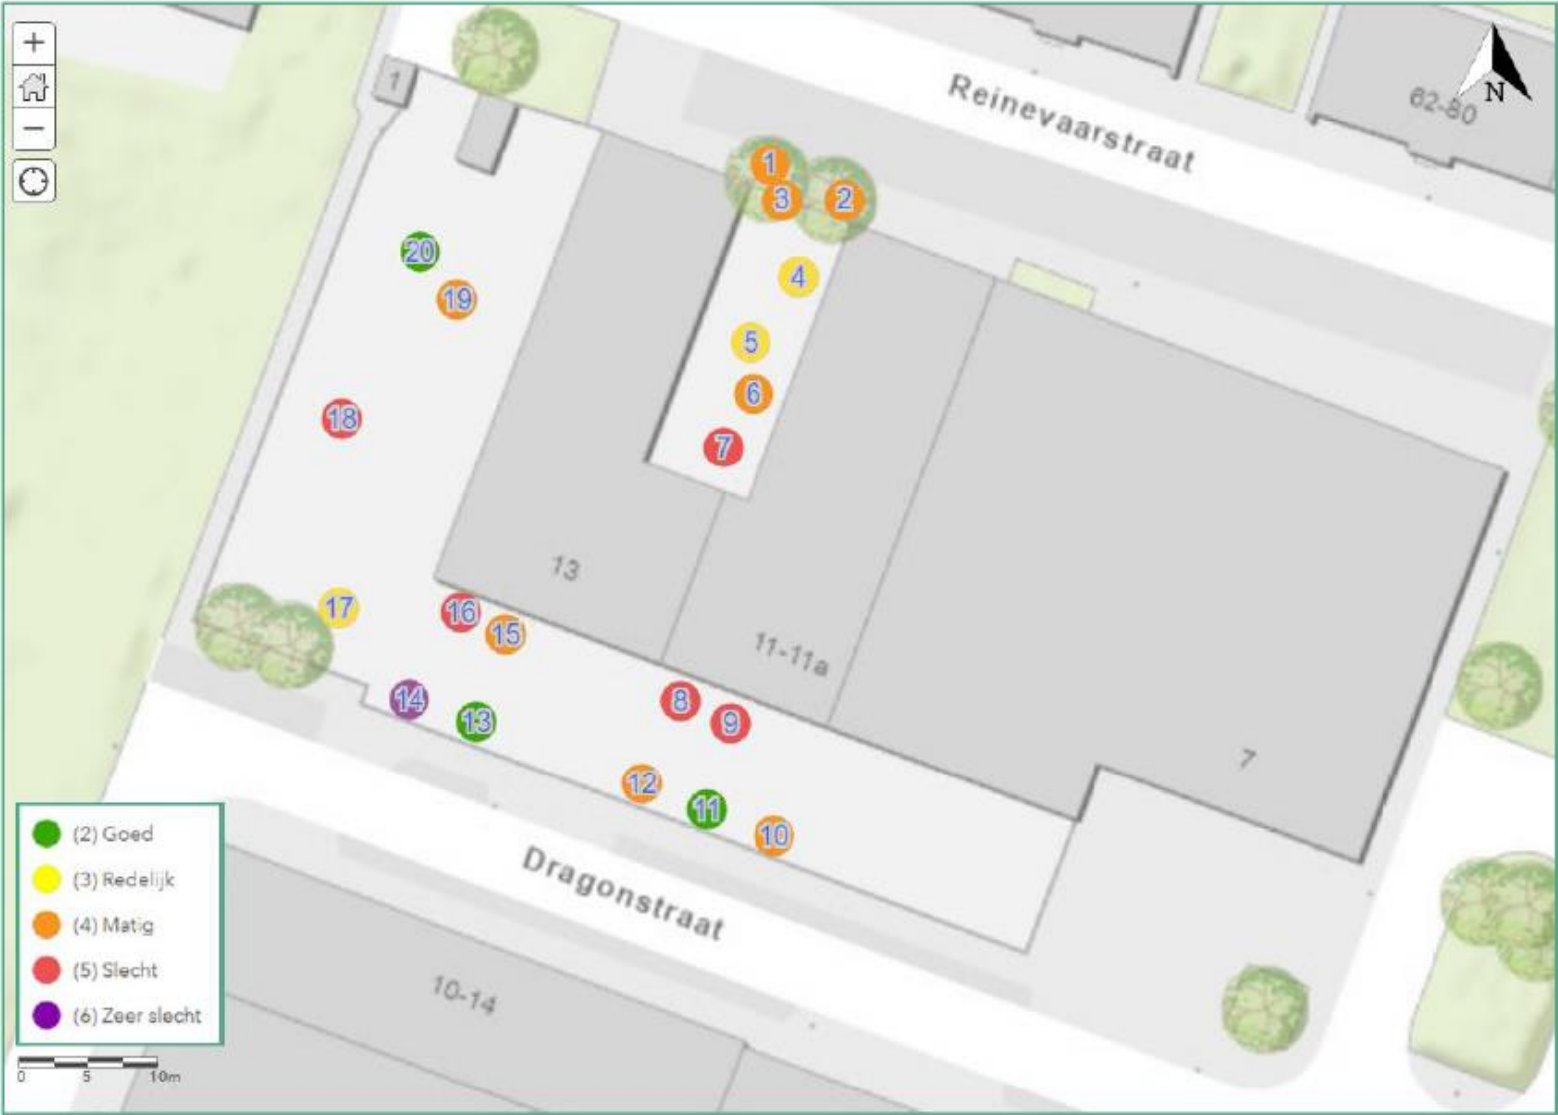 +
−
1
Reinevaarstraat
62-80
N
1
3
2
20
4
19
5
6
18
7
13
17
16
15
11-11a
14
13
8
9
7
12
11
10
(2) Goed
(3) Redelijk
(4) Matig
(5) Slecht
(6) Zeer slecht
Dragonstraat
10-14
0 5 10m